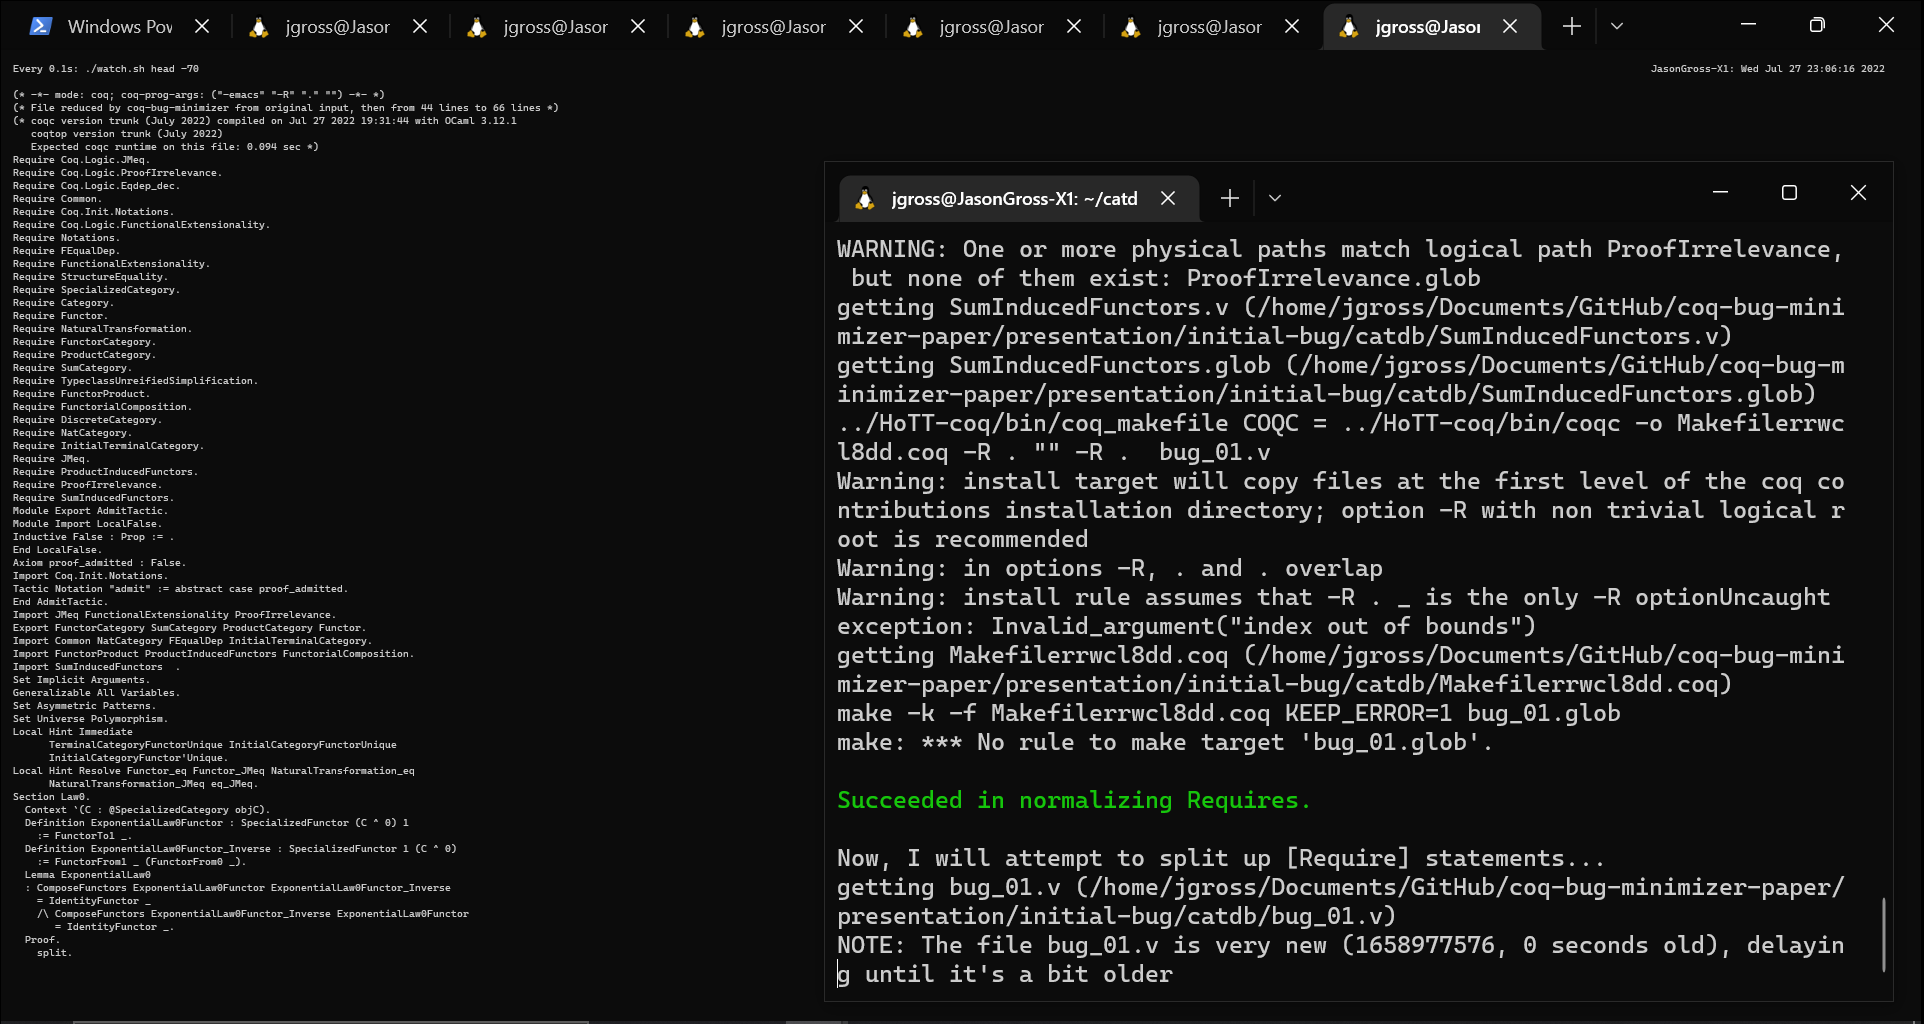 Windows Pow
jgross@Jasor
jgross@Jasor
jgross@Jasor
jgross@Jasor
jgross@Jasor
jgross@Jasor
Every 0.1s: ./watch.sh head -70
JasonGross-X1: Wed Jul 27 23:06:16 2022
(* -*- mode: coq; coq-prog-args: ("-emacs" "-R" "." "") -*- *)
(* File reduced by coq-bug-minimizer from original input, then from 44 lines to 66 lines *)
(* coqc version trunk (July 2022) compiled on Jul 27 2022 19:31:44 with OCaml 3.12.1
   coqtop version trunk (July 2022)
   Expected coqc runtime on this file: 0.094 sec *)
Require Coq.Logic.JMeq.
Require Coq.Logic.ProofIrrelevance.
Require Coq.Logic.Eqdep_dec.
Require Common.
Require Coq.Init.Notations.
Require Coq.Logic.FunctionalExtensionality.
Require Notations.
Require FEqualDep.
Require FunctionalExtensionality.
Require StructureEquality.
Require SpecializedCategory.
Require Category.
Require Functor.
Require NaturalTransformation.
Require FunctorCategory.
Require ProductCategory.
Require SumCategory.
Require TypeclassUnreifiedSimplification.
Require FunctorProduct.
Require FunctorialComposition.
Require DiscreteCategory.
Require NatCategory.
Require InitialTerminalCategory.
Require JMeq.
Require ProductInducedFunctors.
Require ProofIrrelevance.
Require SumInducedFunctors.
Module Export AdmitTactic.
Module Import LocalFalse.
Inductive False : Prop := .
End LocalFalse.
Axiom proof_admitted : False.
Import Coq.Init.Notations.
Tactic Notation "admit" := abstract case proof_admitted.
End AdmitTactic.
Import JMeq FunctionalExtensionality ProofIrrelevance.
Export FunctorCategory SumCategory ProductCategory Functor.
Import Common NatCategory FEqualDep InitialTerminalCategory.
Import FunctorProduct ProductInducedFunctors FunctorialComposition.
Import SumInducedFunctors  .
Set Implicit Arguments.
Generalizable All Variables.
Set Asymmetric Patterns.
Set Universe Polymorphism.
Local Hint Immediate
      TerminalCategoryFunctorUnique InitialCategoryFunctorUnique
      InitialCategoryFunctor'Unique.
Local Hint Resolve Functor_eq Functor_JMeq NaturalTransformation_eq
      NaturalTransformation_JMeq eq_JMeq.
Section Law0.
  Context `(C : @SpecializedCategory objC).
  Definition ExponentialLaw0Functor : SpecializedFunctor (C ^ 0) 1
    := FunctorTo1 _.
  Definition ExponentialLaw0Functor_Inverse : SpecializedFunctor 1 (C ^ 0)
    := FunctorFrom1 _ (FunctorFrom0 _).
  Lemma ExponentialLaw0
  : ComposeFunctors ExponentialLaw0Functor ExponentialLaw0Functor_Inverse
    = IdentityFunctor _
    /\ ComposeFunctors ExponentialLaw0Functor_Inverse ExponentialLaw0Functor
       = IdentityFunctor _.
  Proof.
    split.
jgross@JasonGross-X1: ~/catd
WARNING: One or more physical paths match logical path ProofIrrelevance,
 but none of them exist: ProofIrrelevance.glob
getting SumInducedFunctors.v (/home/jgross/Documents/GitHub/coq-bug-mini
mizer-paper/presentation/initial-bug/catdb/SumInducedFunctors.v)
getting SumInducedFunctors.glob (/home/jgross/Documents/GitHub/coq-bug-m
inimizer-paper/presentation/initial-bug/catdb/SumInducedFunctors.glob)
../HoTT-coq/bin/coq_makefile COQC = ../HoTT-coq/bin/coqc -o Makefilerrwc
l8dd.coq -R . "" -R .  bug_01.v
Warning: install target will copy files at the first level of the coq co
ntributions installation directory; option -R with non trivial logical r
oot is recommended
Warning: in options -R, . and . overlap
Warning: install rule assumes that -R . _ is the only -R optionUncaught
exception: Invalid_argument("index out of bounds")
getting Makefilerrwcl8dd.coq (/home/jgross/Documents/GitHub/coq-bug-mini
mizer-paper/presentation/initial-bug/catdb/Makefilerrwcl8dd.coq)
make -k -f Makefilerrwcl8dd.coq KEEP_ERROR=1 bug_01.glob
make: *** No rule to make target 'bug_01.glob'.
Succeeded in normalizing Requires.
Now, I will attempt to split up [Require] statements...
getting bug_01.v (/home/jgross/Documents/GitHub/coq-bug-minimizer-paper/
presentation/initial-bug/catdb/bug_01.v)
NOTE: The file bug_01.v is very new (1658977576, 0 seconds old), delayin
g until it's a bit older